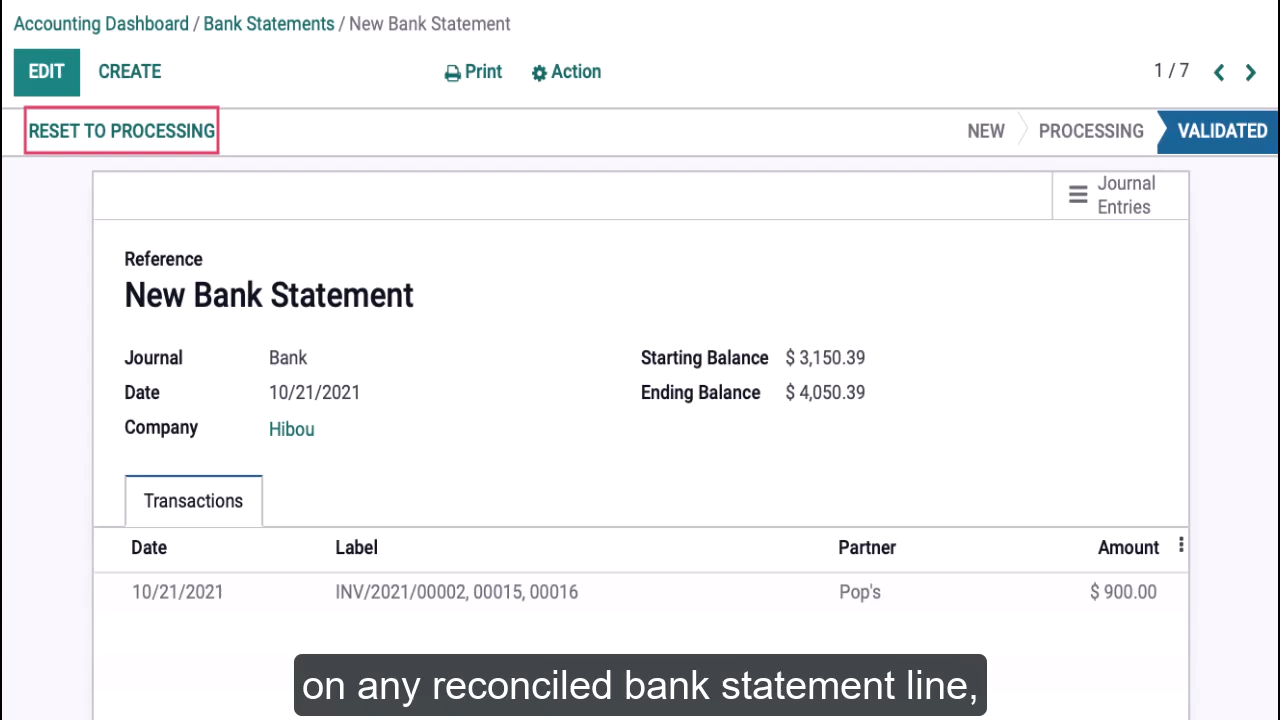 Accounting Dashboard / Bank Statements / New Bank Statement
EDIT CREATE Print Action 1 / 7
RESET TO PROCESSING NEW PROCESSING VALIDATED
Journal
Entries
Reference
New Bank Statement
Journal Bank Starting Balance $ 3,150.39
Date 10/21/2021 Ending Balance $ 4,050.39
Company Hibou
Transactions
Date Label Partner Amount
10/21/2021 INV/2021/00002, 00015, 00016 Pop's $ 900.00
on any reconciled bank statement line,